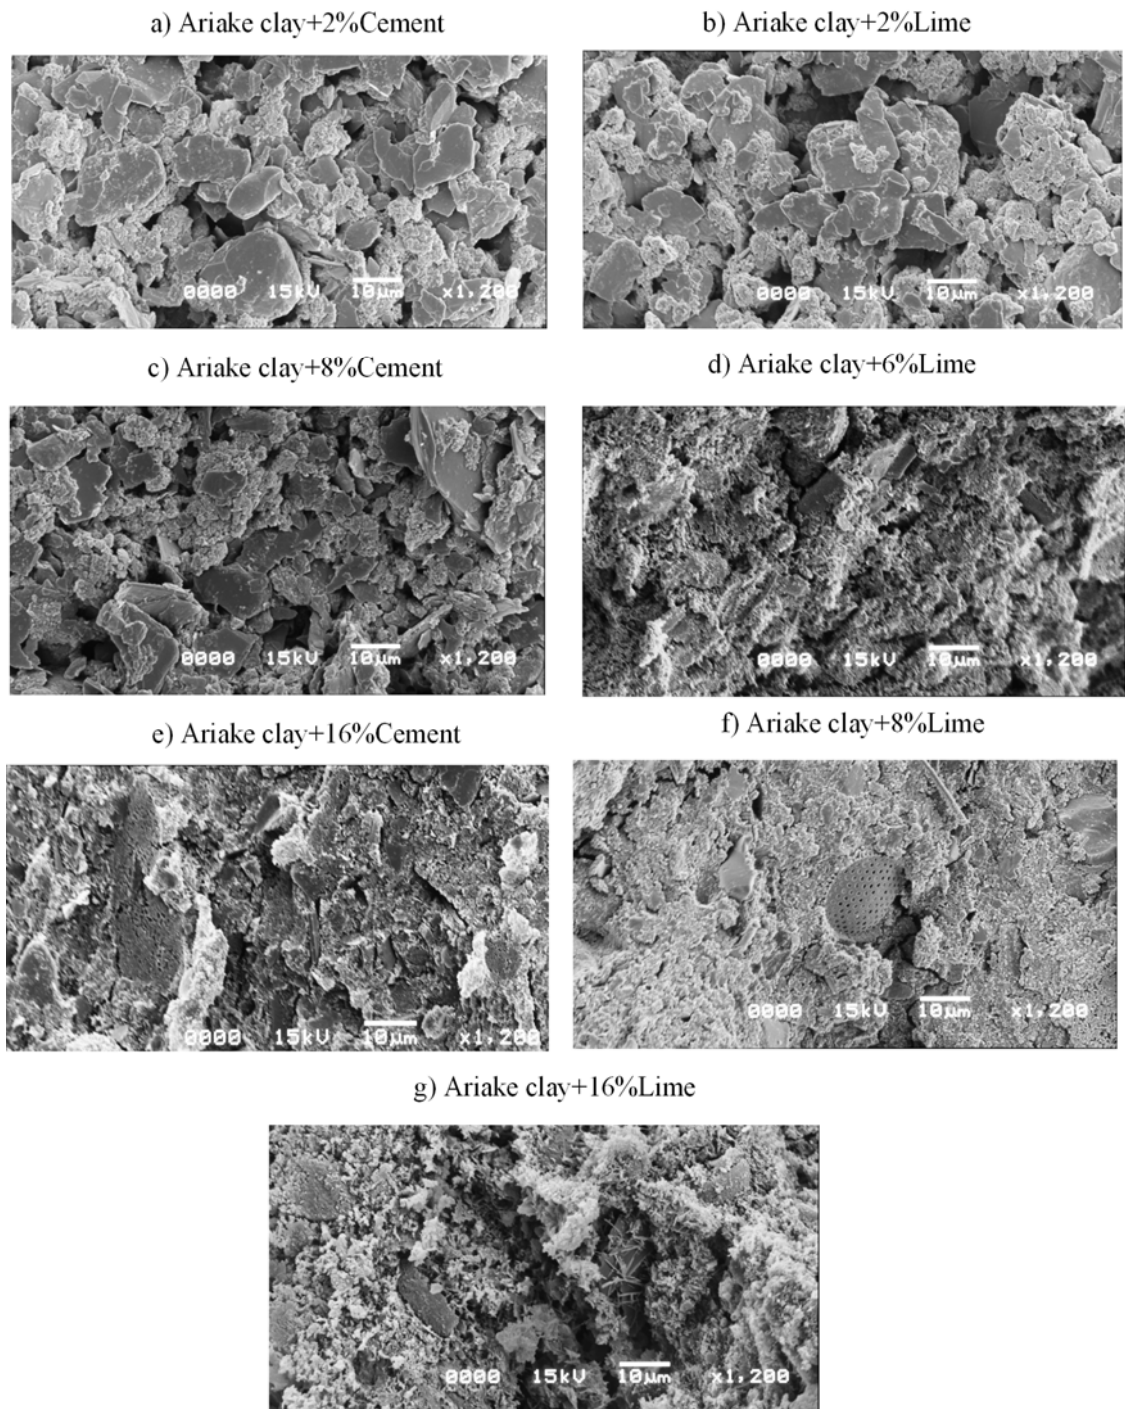 a) Ariake clay+2%Cement
b) Ariake clay+2%Lime
0000 15kV 10μm x1,200
0000 15kV 10μm x1,200
c) Ariake clay+8%Cement
d) Ariake clay+6%Lime
0000 15kV 10μm x1,200
0000 15kV 10μm x1,200
e) Ariake clay+16%Cement
f) Ariake clay+8%Lime
0000 15kV 10μm x1,200
0000 15kV 10μm x1,200
g) Ariake clay+16%Lime
0000 15kV 10μm x1,200